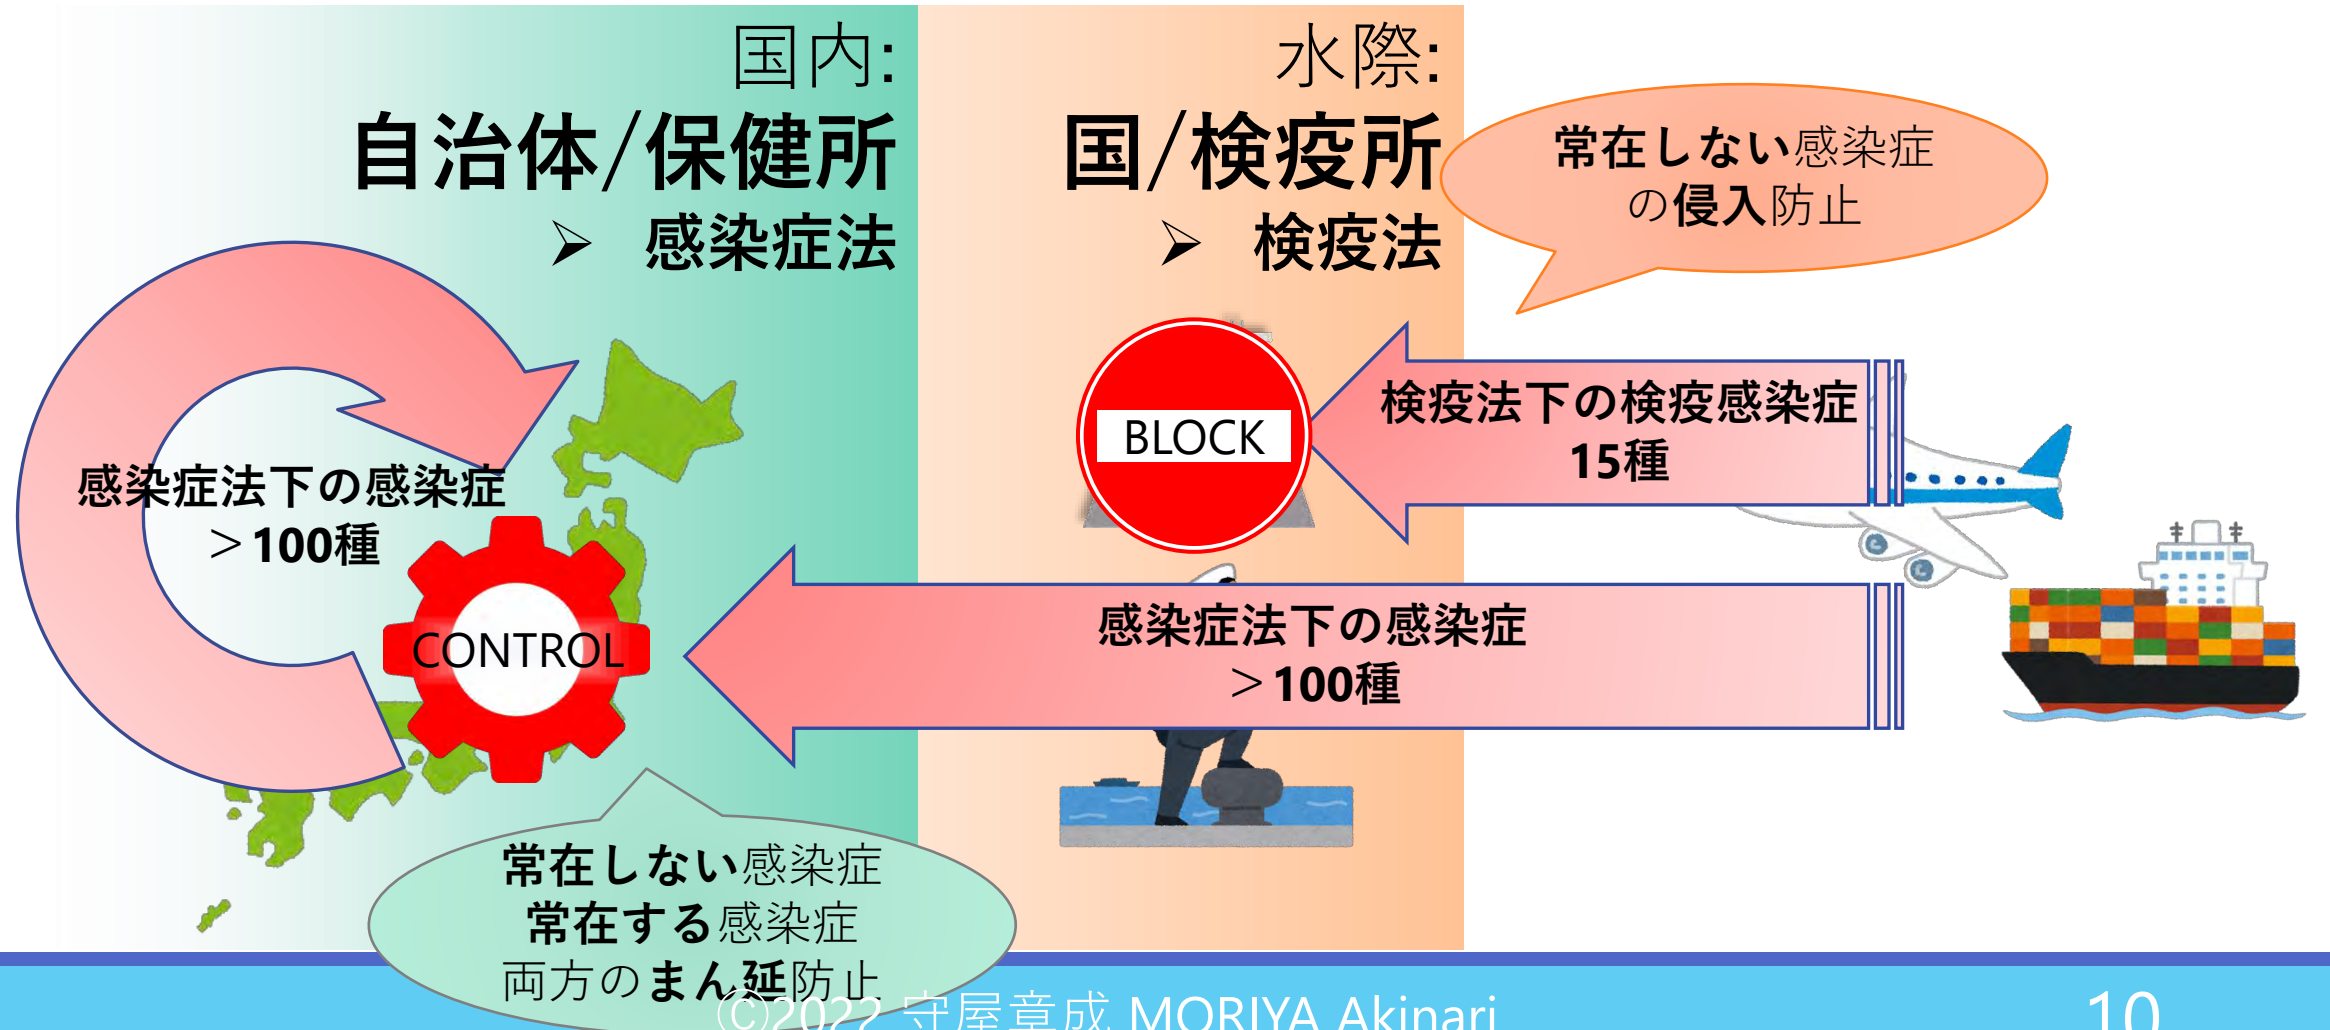 国内:
自治体/保健所
➢ 感染症法
水際:
国/検疫所
➢ 検疫法
常在しない感染症
の侵入防止
BLOCK
検疫法下の検疫感染症
15種
感染症法下の感染症
＞100種
CONTROL
感染症法下の感染症
＞100種
常在しない感染症
常在する感染症
両方のまん延防止
Ⓒ2022 守屋章成 MORIYA Akinari
10